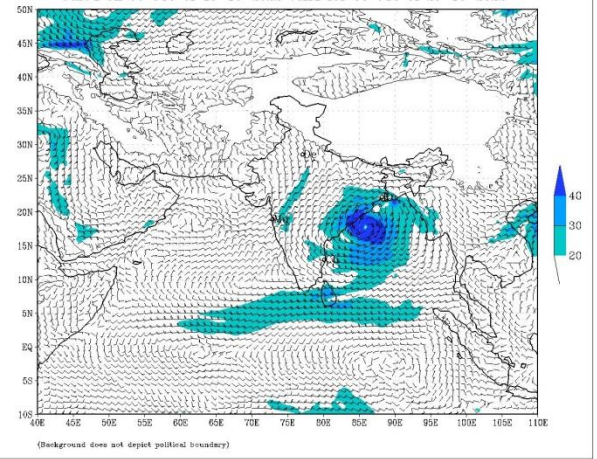 50N
45N
40N
35N
30N
25N
20N
15N
10N
5N
EQ
5S
10S
40E 45E 50E 55E 60E 65E 70E 75E 80E 85E 90E 95E 100E 105E 110E
40
30
20
(Background does not depict political boundary)